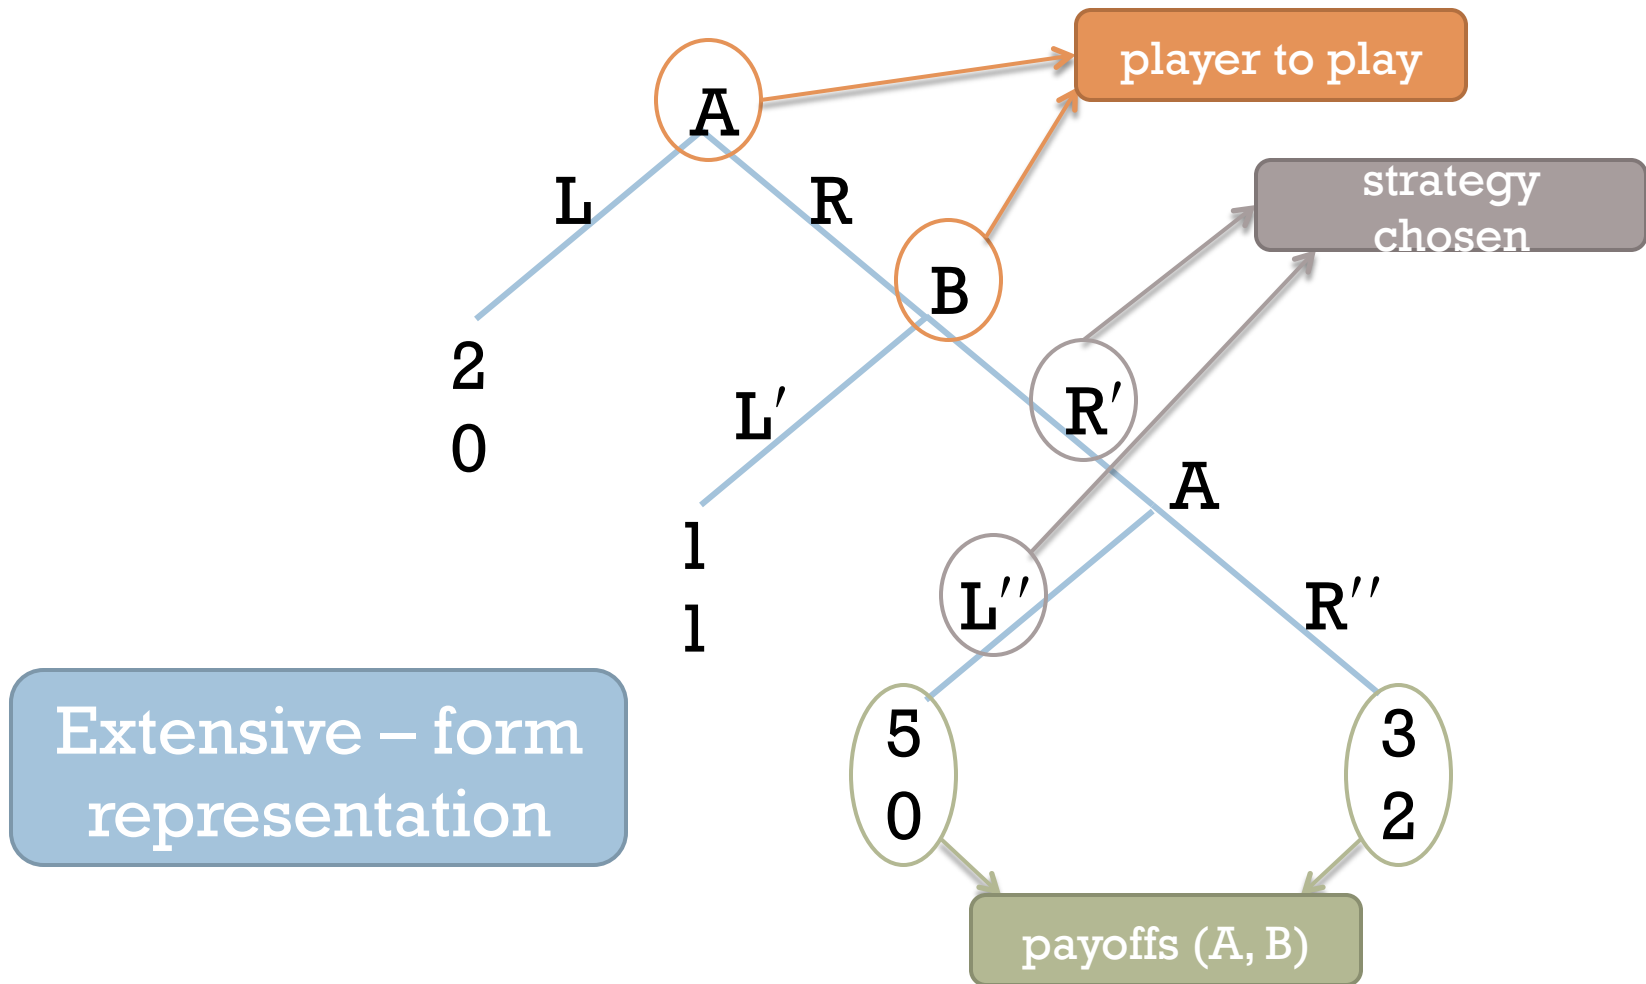 A
player to play
L
R
strategy
chosen
B
2
0
L′
R′
A
1
1
L′′
R′′
5
0
3
2
Extensive – form
representation
payoffs (A, B)